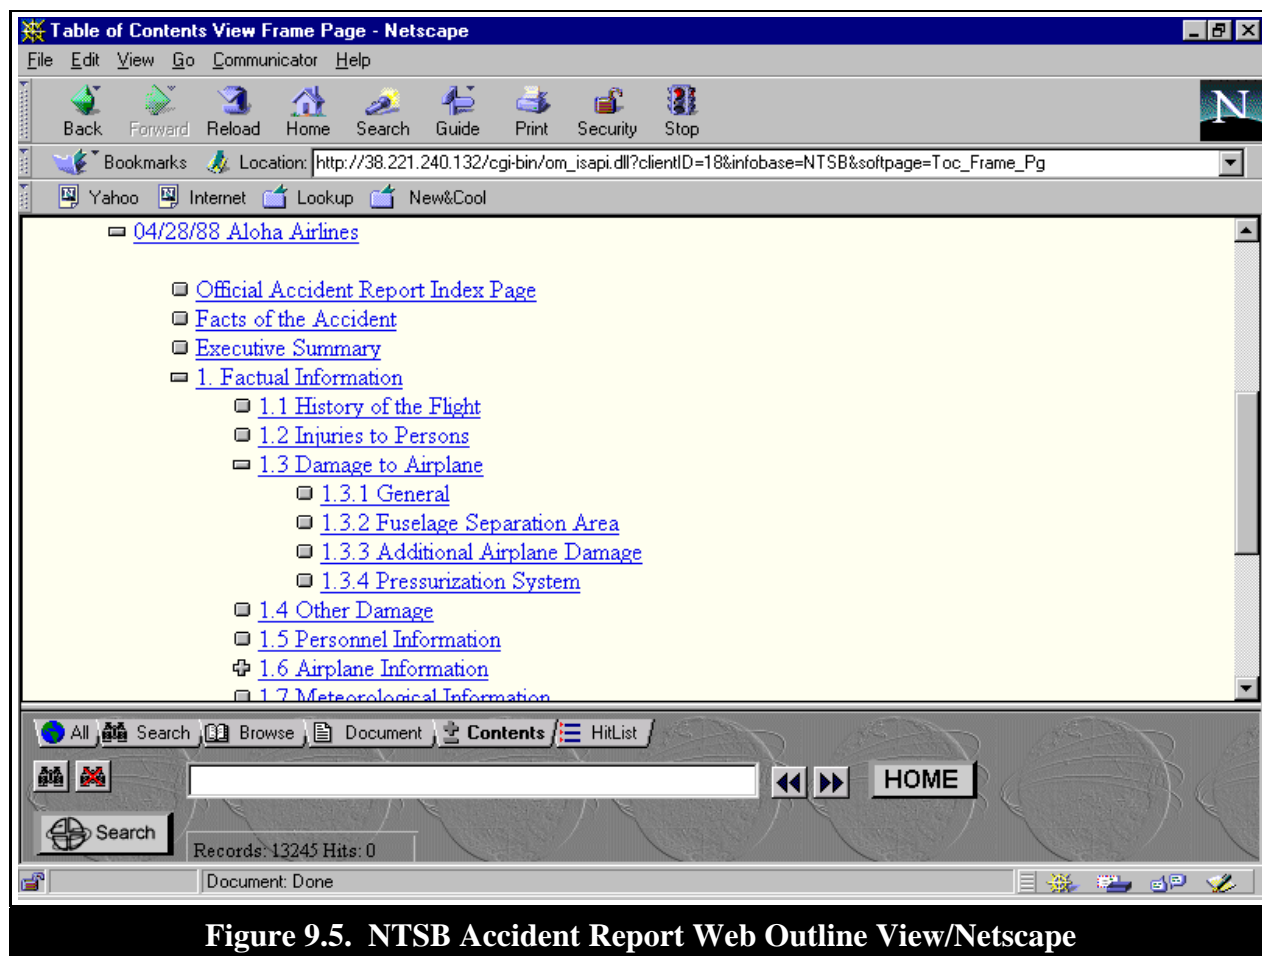 Table of Contents View Frame Page - Netscape
File Edit View Go Communicator Help
Back Forward Reload Home Search Guide Print Security Stop
N
Bookmarks Location: http://38.221.240.132/cgi-bin/om_isapi.dll?clientID=18&infobase=NTSB&softpage=Toc_Frame_Pg
Yahoo Internet Lookup New&Cool
04/28/88 Aloha Airlines
Official Accident Report Index Page
Facts of the Accident
Executive Summary
1. Factual Information
1.1 History of the Flight
1.2 Injuries to Persons
1.3 Damage to Airplane
1.3.1 General
1.3.2 Fuselage Separation Area
1.3.3 Additional Airplane Damage
1.3.4 Pressurization System
1.4 Other Damage
1.5 Personnel Information
1.6 Airplane Information
1.7 Meteorological Information
All Search Browse Document Contents HitList
HOME
Search
Records: 13245 Hits: 0
Document: Done
Figure 9.5. NTSB Accident Report Web Outline View/Netscape